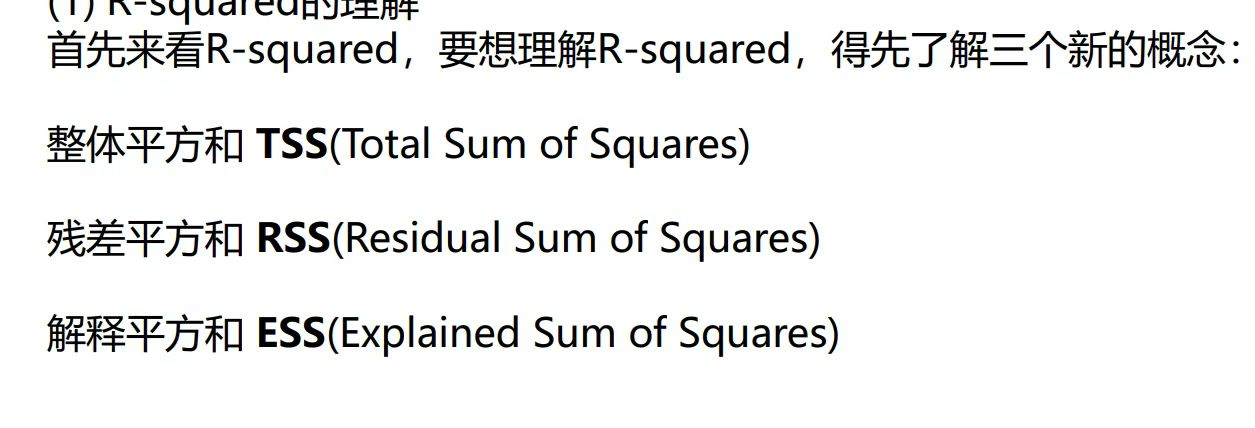 (1) R-squared的理解
首先来看R-squared，要想理解R-squared，得先了解三个新的概念：
整体平方和 TSS(Total Sum of Squares)
残差平方和 RSS(Residual Sum of Squares)
解释平方和 ESS(Explained Sum of Squares)